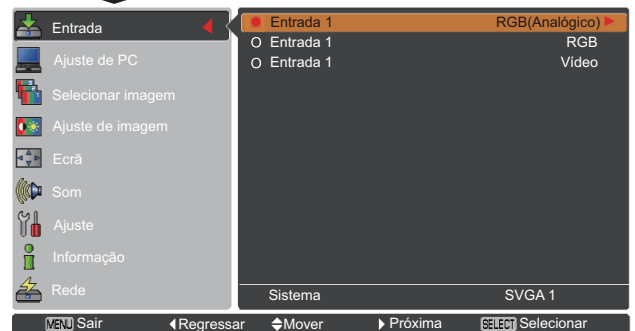 Entrada
Ajuste de PC
Selecionar imagem
Ajuste de imagem
Ecrã
Som
Ajuste
Informação
Rede
Entrada 1 RGB(Analógico)
Entrada 1 RGB
Entrada 1 Vídeo
Sistema SVGA 1
MENU Sair Regressar Mover Próxima SELECT Selecionar